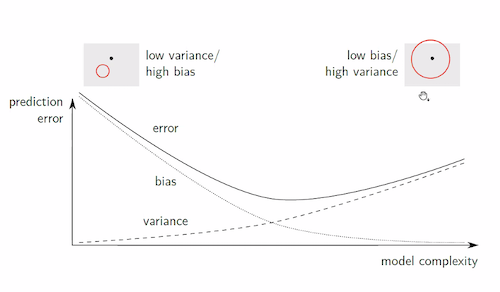 low variance/
high bias
low bias/
high variance
prediction
error
error
bias
variance
model complexity